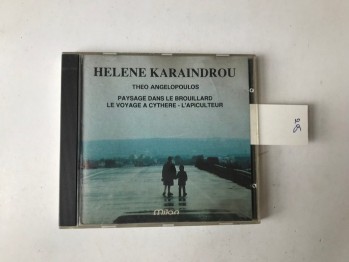 HELENE KARAINDROU
THEO ANGELOPOULOS
PAYSAGE DANS LE BROUILLARD
LE VOYAGE A CYTHERE - L'APICULTEUR
milan